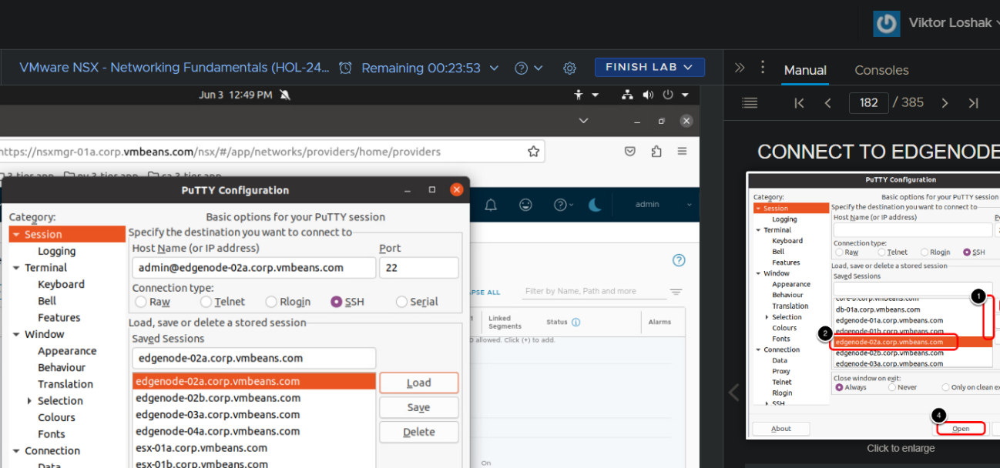 Viktor Loshak
VMware NSX - Networking Fundamentals (HOL-24... Remaining 00:23:53 FINISH LAB
Manual Consoles
Jun 3 12:49 PM
182 / 385
https://nsxmgr-01a.corp.vmbeans.com/nsx/#/app/networks/providers/home/providers
CONNECT TO EDGENODE
admin
PuTTY Configuration
Category:
Session
Logging
Terminal
Keyboard
Bell
Features
Window
Appearance
Behaviour
Translation
Selection
Colours
Fonts
Connection
Data
Basic options for your PuTTY session
Specify the destination you want to connect to
Host Name (or IP address) Port
admin@edgenode-02a.corp.vmbeans.com 22
Connection type:
Raw Telnet Rlogin SSH Serial
Load, save or delete a stored session
Saved Sessions
edgenode-02a.corp.vmbeans.com
edgenode-02a.corp.vmbeans.com
edgenode-02b.corp.vmbeans.com
edgenode-03a.corp.vmbeans.com
edgenode-04a.corp.vmbeans.com
esx-01a.corp.vmbeans.com
esx-01b.corp.vmbeans.com
Load
Save
Delete
PSE ALL Filter by Name, Path and more
Linked
Segments
Status
Alarms
allowed. Click (+) to add.
On
PuTTY Configuration
Category:
Session
Logging
Terminal
Keyboard
Bell
Features
Window
Appearance
Behaviour
Translation
Selection
Colours
Fonts
Connection
Data
Proxy
Telnet
Rlogin
SSH
Basic options for your PuTTY session
Specify the destination you want to connect to
Host Name (or IP address)
Connection type:
Raw Telnet Rlogin SSH
Load, save or delete a stored session
Saved Sessions
core-b.corp.vmbeans.com
db-01a.corp.vmbeans.com
edgenode-01a.corp.vmbeans.com
edgenode-01b.corp.vmbeans.com
edgenode-02a.corp.vmbeans.com
edgenode-02b.corp.vmbeans.com
edgenode-03a.corp.vmbeans.com
1
2
Close window on exit:
Always Never Only on clean ex
4
About Open
Click to enlarge